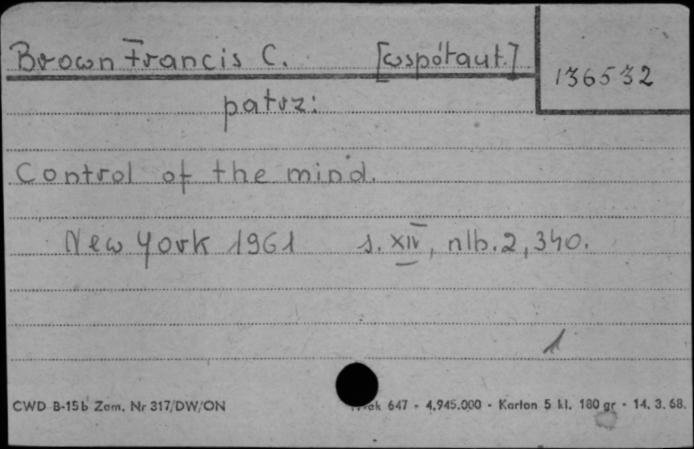 Brown Francis C. [współaut.]
136532
patrz:
Control of the mind.
New York 1961 s. XIV, nlb. 2, 340.
1
CWD B-15b Zam. Nr 317/DW/ON 647 - 4.945.000 - Karton 5 kl. 180 gr - 14. 3. 68.